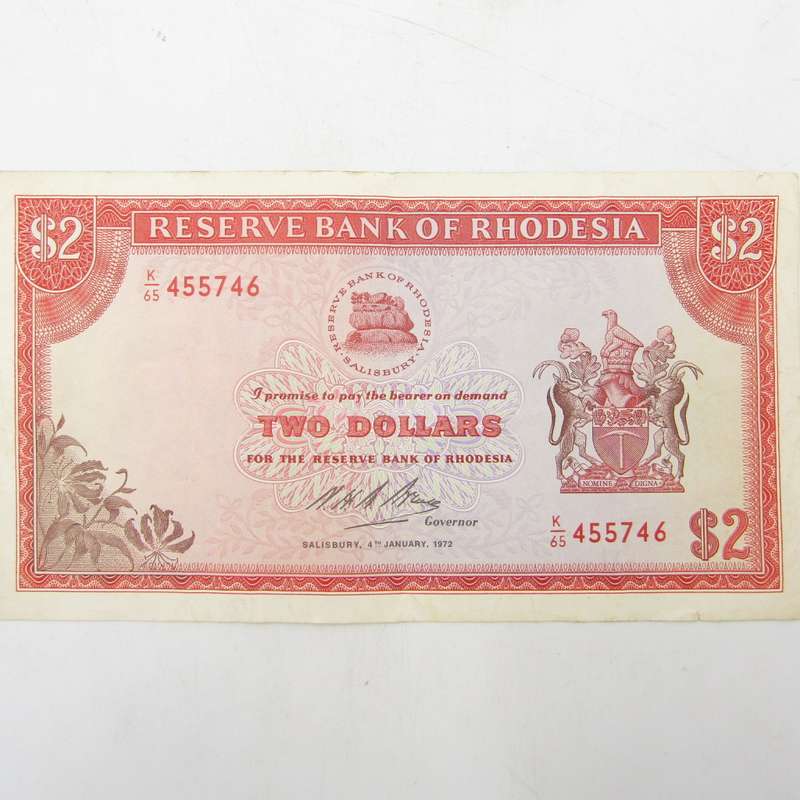 RESERVE BANK OF RHODESIA
$2
$2
K/65 455746
RESERVE BANK OF RHODESIA
· SALISBURY ·
I promise to pay the bearer on demand
TWO DOLLARS
FOR THE RESERVE BANK OF RHODESIA
Governor
SALISBURY, 4TH JANUARY, 1972
NOMINE DIGNA
K/65 455746
$2